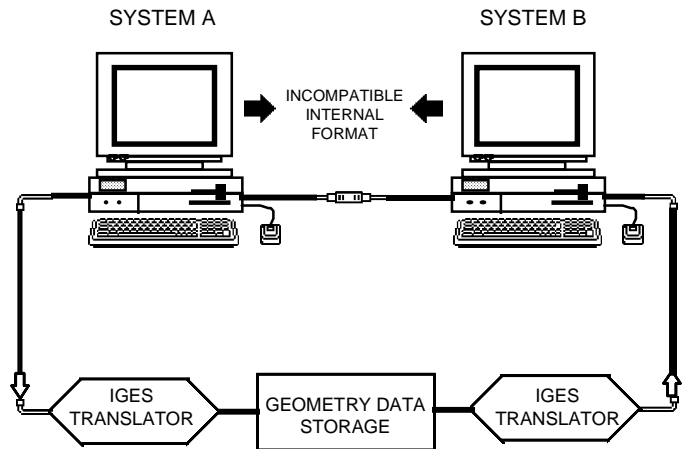 SYSTEM A
SYSTEM B
INCOMPATIBLE
INTERNAL
FORMAT
IGES
TRANSLATOR
GEOMETRY DATA
STORAGE
IGES
TRANSLATOR